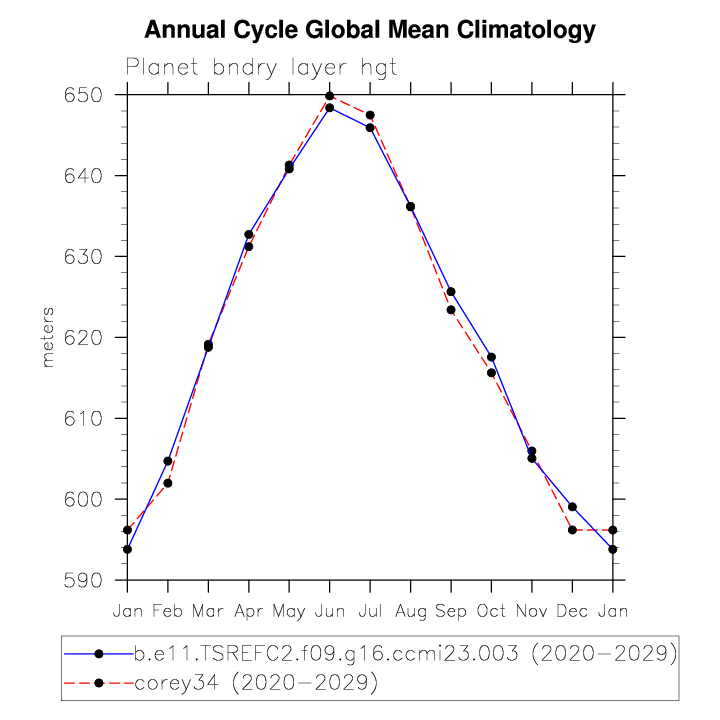 Annual Cycle Global Mean Climatology
Planet bndry layer hgt
650
640
630
620
610
600
590
meters
Jan Feb Mar Apr May Jun Jul Aug Sep Oct Nov Dec Jan
b.e11.TSREFC2.f09.g16.ccmi23.003 (2020-2029)
corey34 (2020-2029)